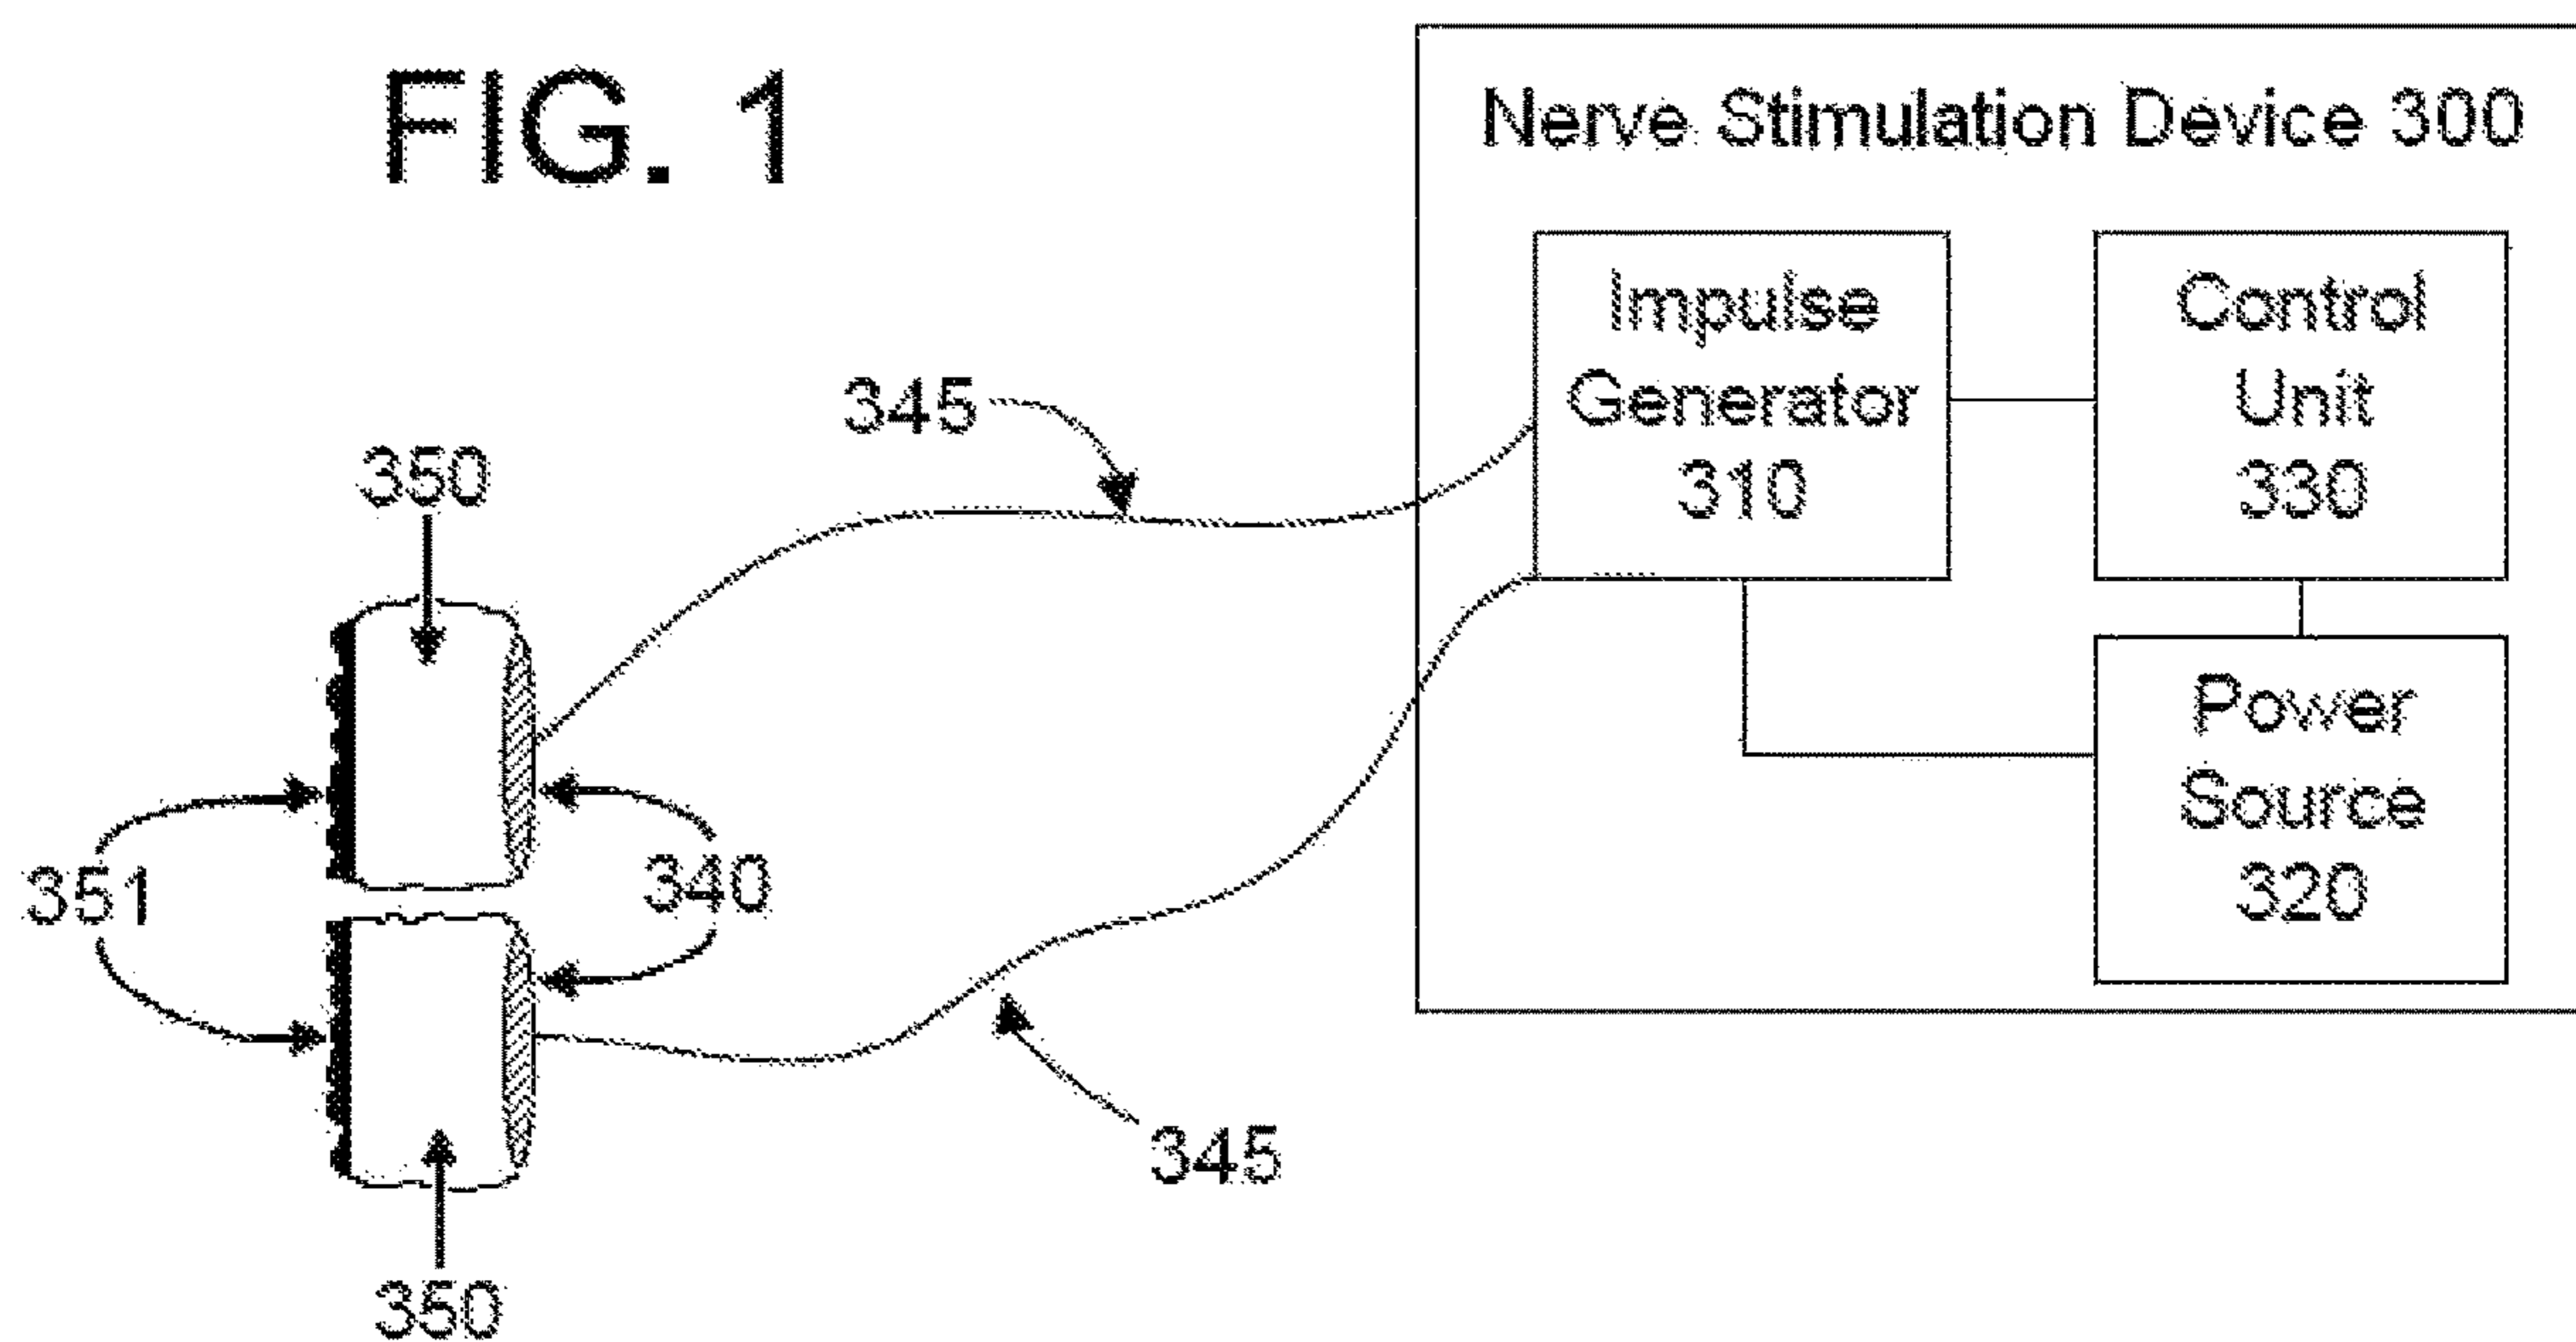 FIG. 1
Nerve Stimulation Device 300
Impulse
Generator
310
Control
Unit
330
Power
Source
320
345
350
351
340
345
350